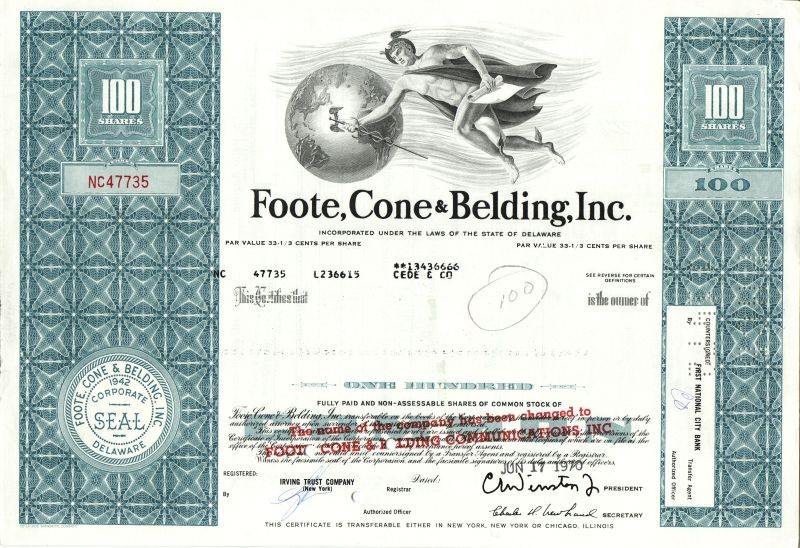 100
SHARES
NC47735
100
SHARES
SHARES
100
Foote, Cone & Belding, Inc.
INCORPORATED UNDER THE LAWS OF THE STATE OF DELAWARE
PAR VALUE 33-1/3 CENTS PER SHARE
PAR VALUE 33-1/3 CENTS PER SHARE
NC 47735 L236615 **13436666
CEDE & CO
SEE REVERSE FOR CERTAIN
DEFINITIONS
100
This Certifies that
is the owner of
ONE HUNDRED
FULLY PAID AND NON-ASSESSABLE SHARES OF COMMON STOCK OF
The name of the company has been changed to
FOOT CONE & B LDING COMMUNICATIONS, INC.
JUN 17 1970
FOOTE, CONE & BELDING, INC.
1942
CORPORATE
SEAL
DELAWARE
REGISTERED:
IRVING TRUST COMPANY
(New York)
Registrar
By
Authorized Officer
Dated:
PRESIDENT
SECRETARY
COUNTERSIGNED:
FIRST NATIONAL CITY BANK
Transfer Agent
By
Authorized Officer
THIS CERTIFICATE IS TRANSFERABLE EITHER IN NEW YORK, NEW YORK OR CHICAGO, ILLINOIS